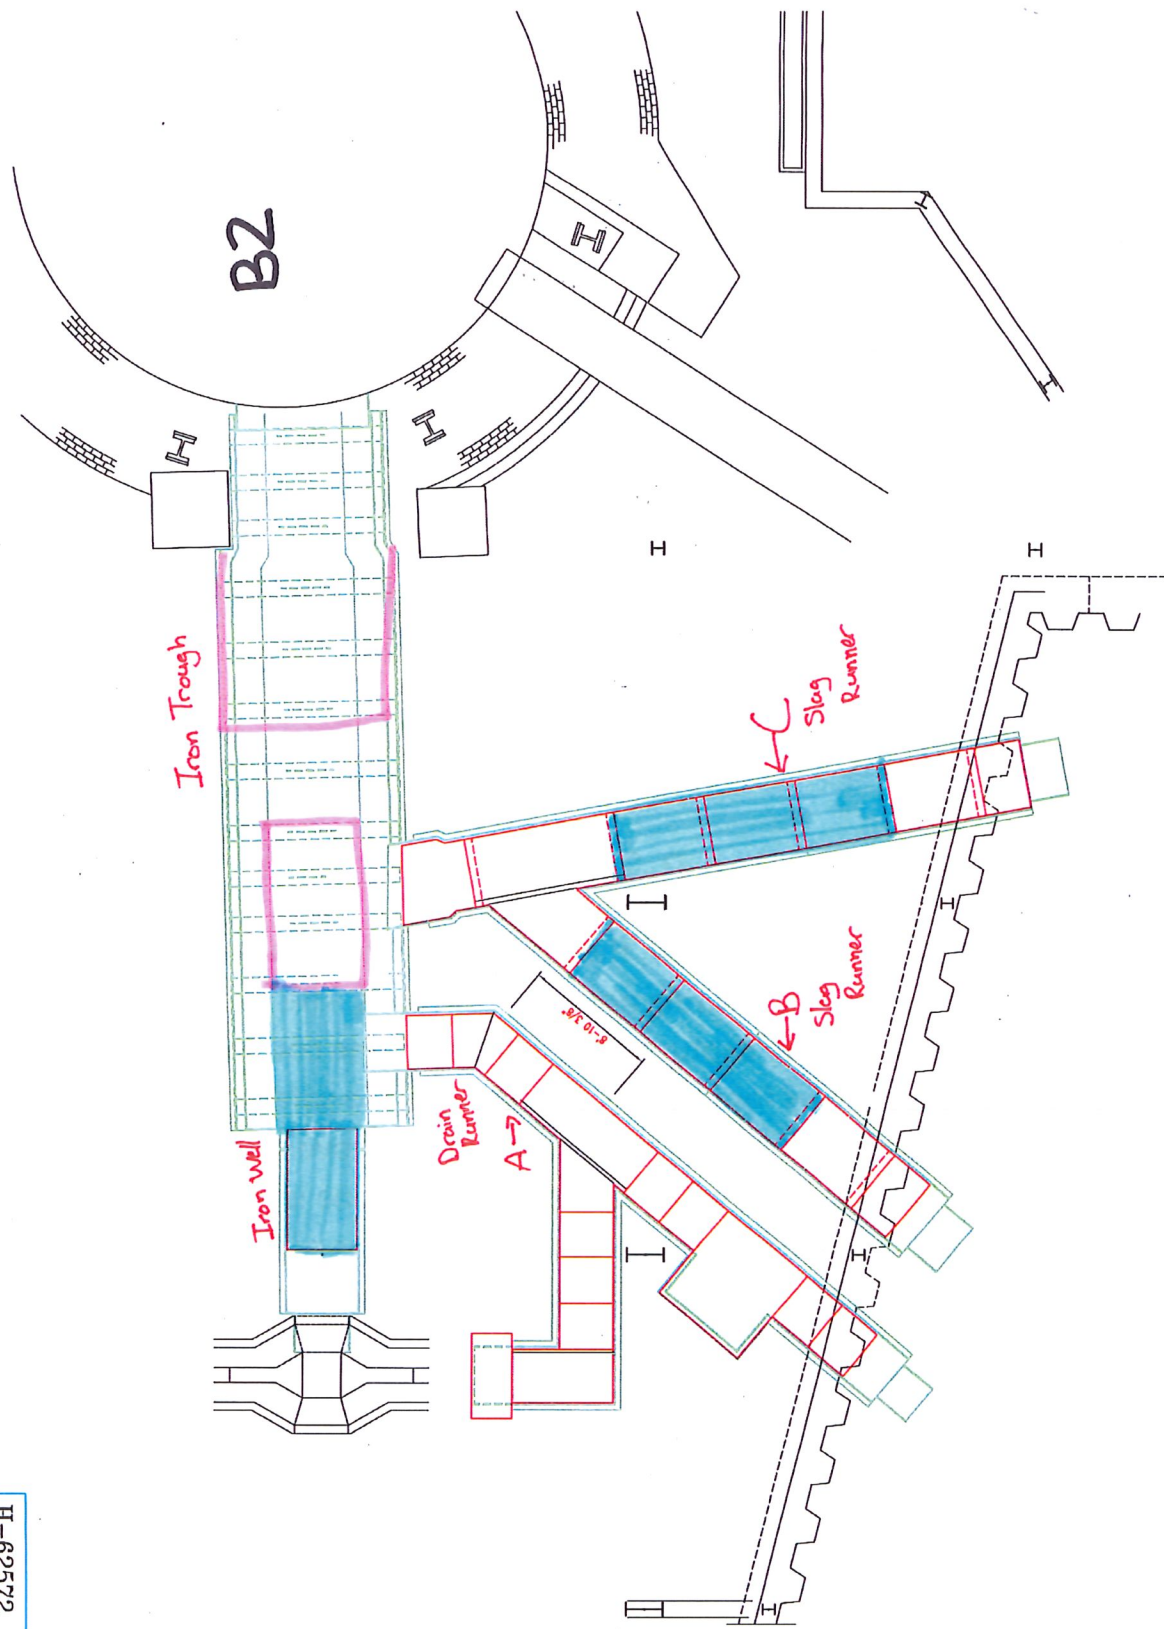 B2
Iron Trough
C
Slag
Runner
B
Slag
Runner
8'-10 3/8"
Drain
Runner
A
Iron Well
H-62572